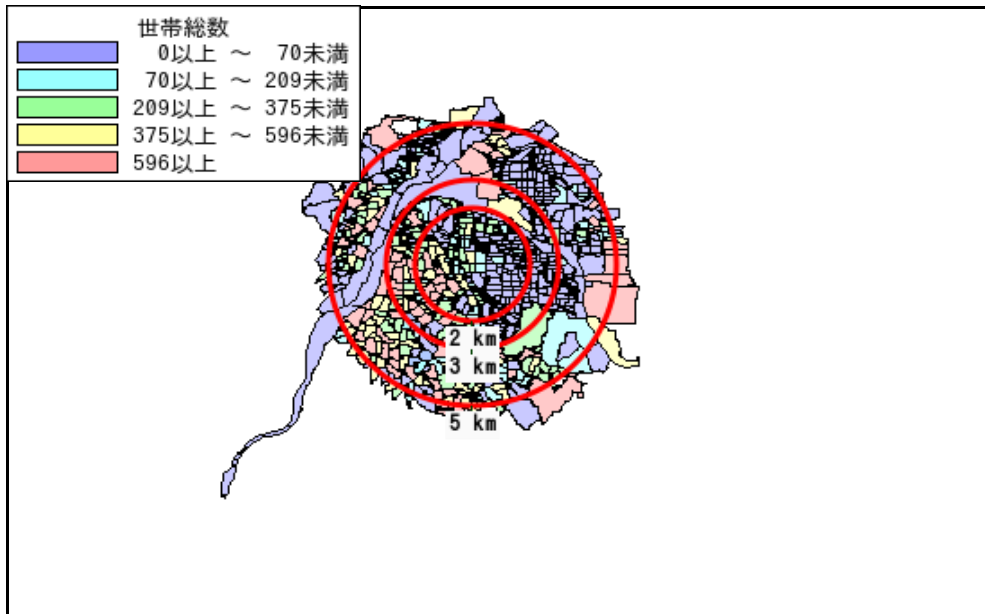 世帯総数
0以上 ～ 70未満
70以上 ～ 209未満
209以上 ～ 375未満
375以上 ～ 596未満
596以上
2 km
3 km
5 km